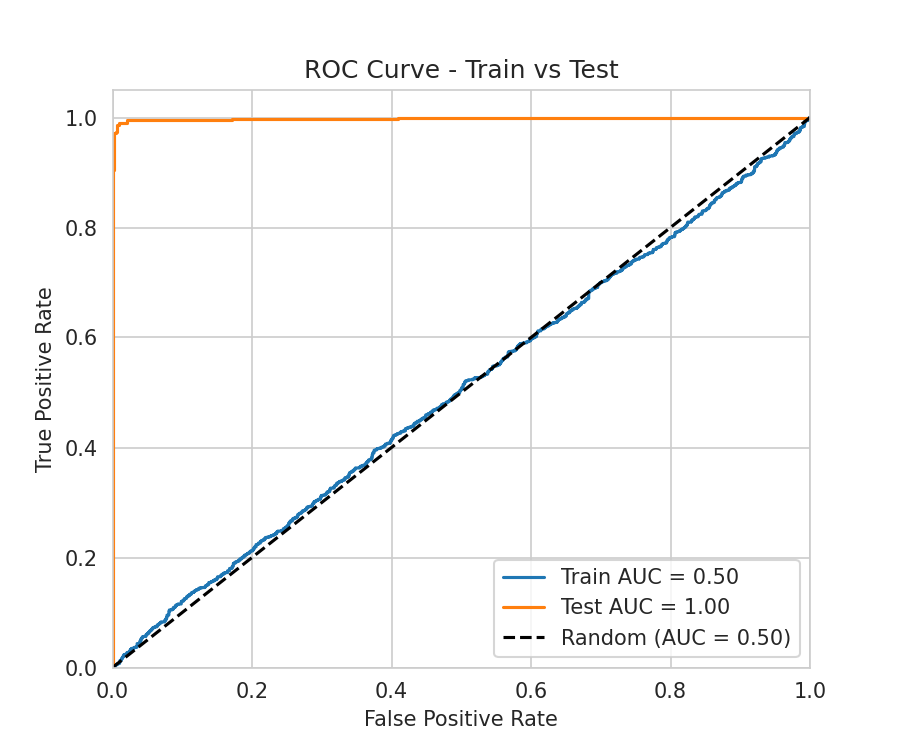 ROC Curve - Train vs Test
True Positive Rate
1.0
0.8
0.6
0.4
0.2
0.0
Train AUC = 0.50
Test AUC = 1.00
Random (AUC = 0.50)
0.0 0.2 0.4 0.6 0.8 1.0
False Positive Rate